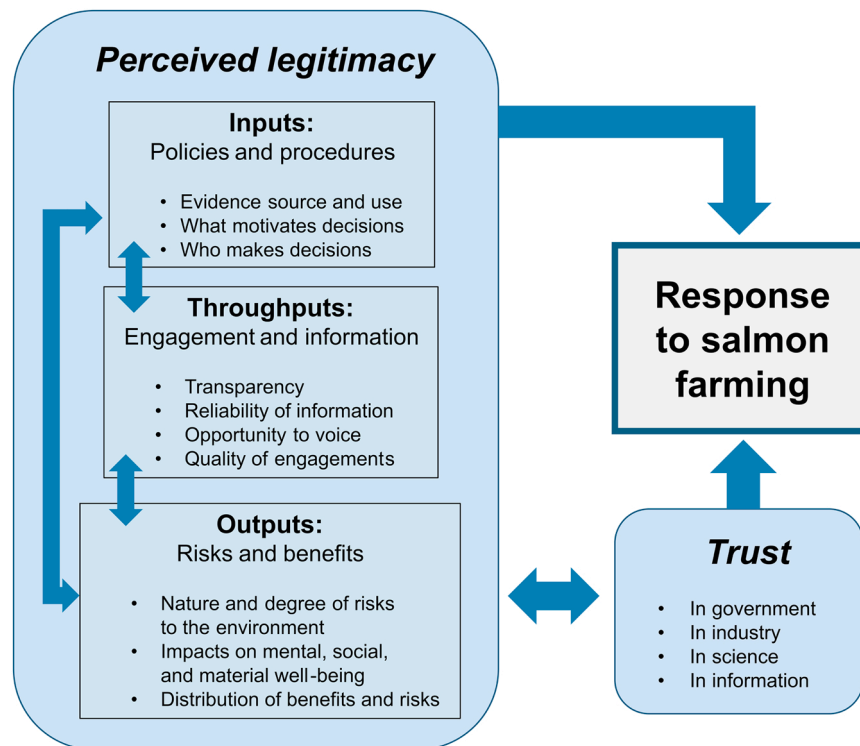 Perceived legitimacy
Inputs:
Policies and procedures
• Evidence source and use
• What motivates decisions
• Who makes decisions
Throughputs:
Engagement and information
• Transparency
• Reliability of information
• Opportunity to voice
• Quality of engagements
Outputs:
Risks and benefits
• Nature and degree of risks
to the environment
• Impacts on mental, social,
and material well-being
• Distribution of benefits and risks
Response
to salmon
farming
Trust
• In government
• In industry
• In science
• In information